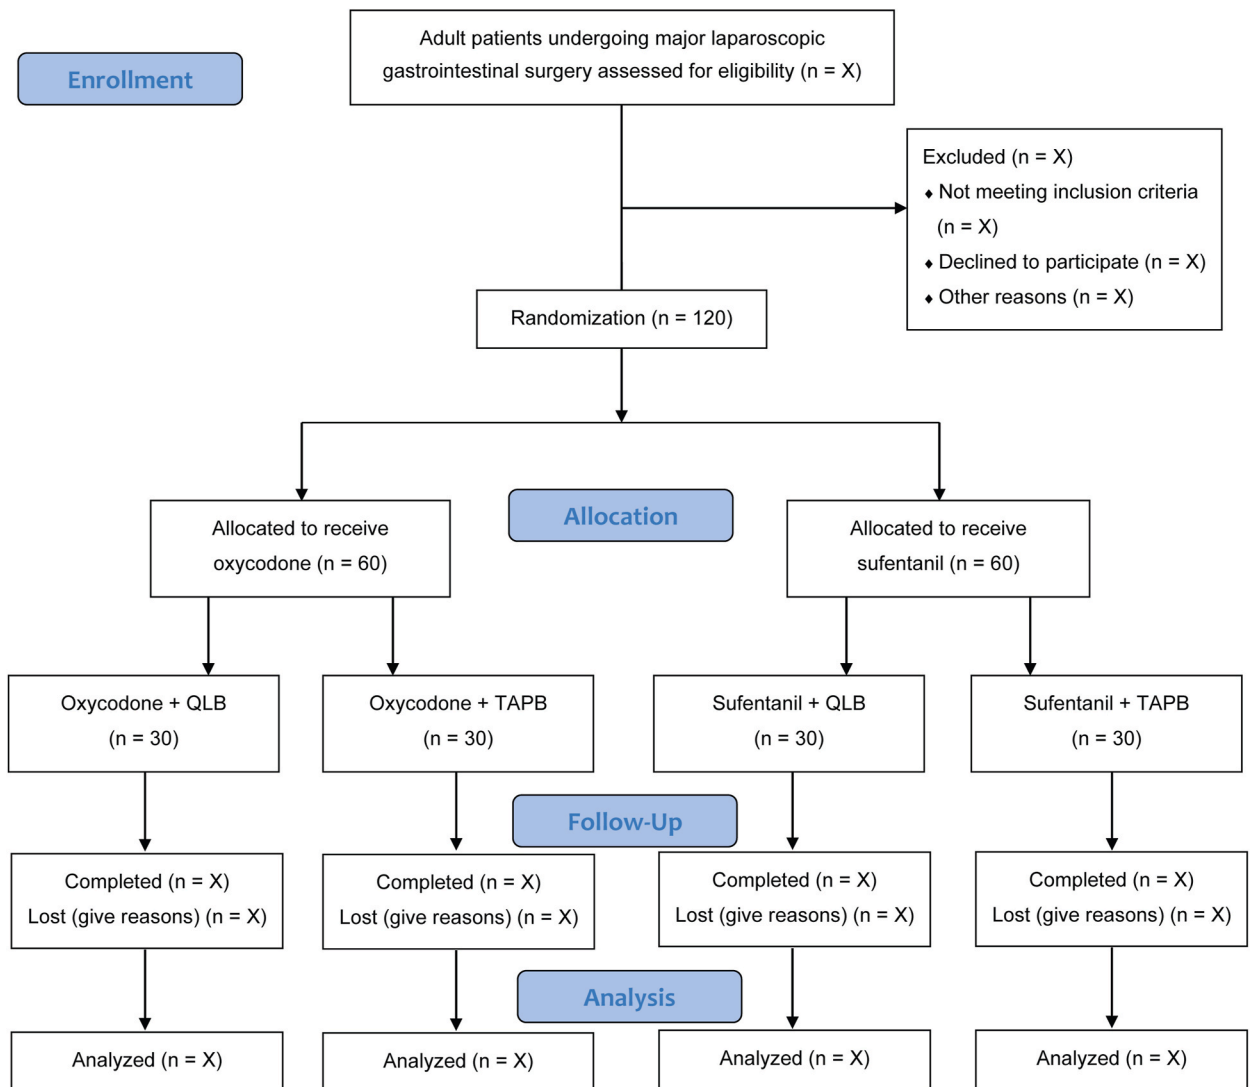 Enrollment
Adult patients undergoing major laparoscopic
gastrointestinal surgery assessed for eligibility (n = X)
Excluded (n = X)
♦ Not meeting inclusion criteria
(n = X)
♦ Declined to participate (n = X)
♦ Other reasons (n = X)
Randomization (n = 120)
Allocation
Allocated to receive
oxycodone (n = 60)
Allocated to receive
sufentanil (n = 60)
Oxycodone + QLB
(n = 30)
Oxycodone + TAPB
(n = 30)
Sufentanil + QLB
(n = 30)
Sufentanil + TAPB
(n = 30)
Follow-Up
Completed (n = X)
Lost (give reasons) (n = X)
Completed (n = X)
Lost (give reasons) (n = X)
Completed (n = X)
Lost (give reasons) (n = X)
Completed (n = X)
Lost (give reasons) (n = X)
Analysis
Analyzed (n = X)
Analyzed (n = X)
Analyzed (n = X)
Analyzed (n = X)